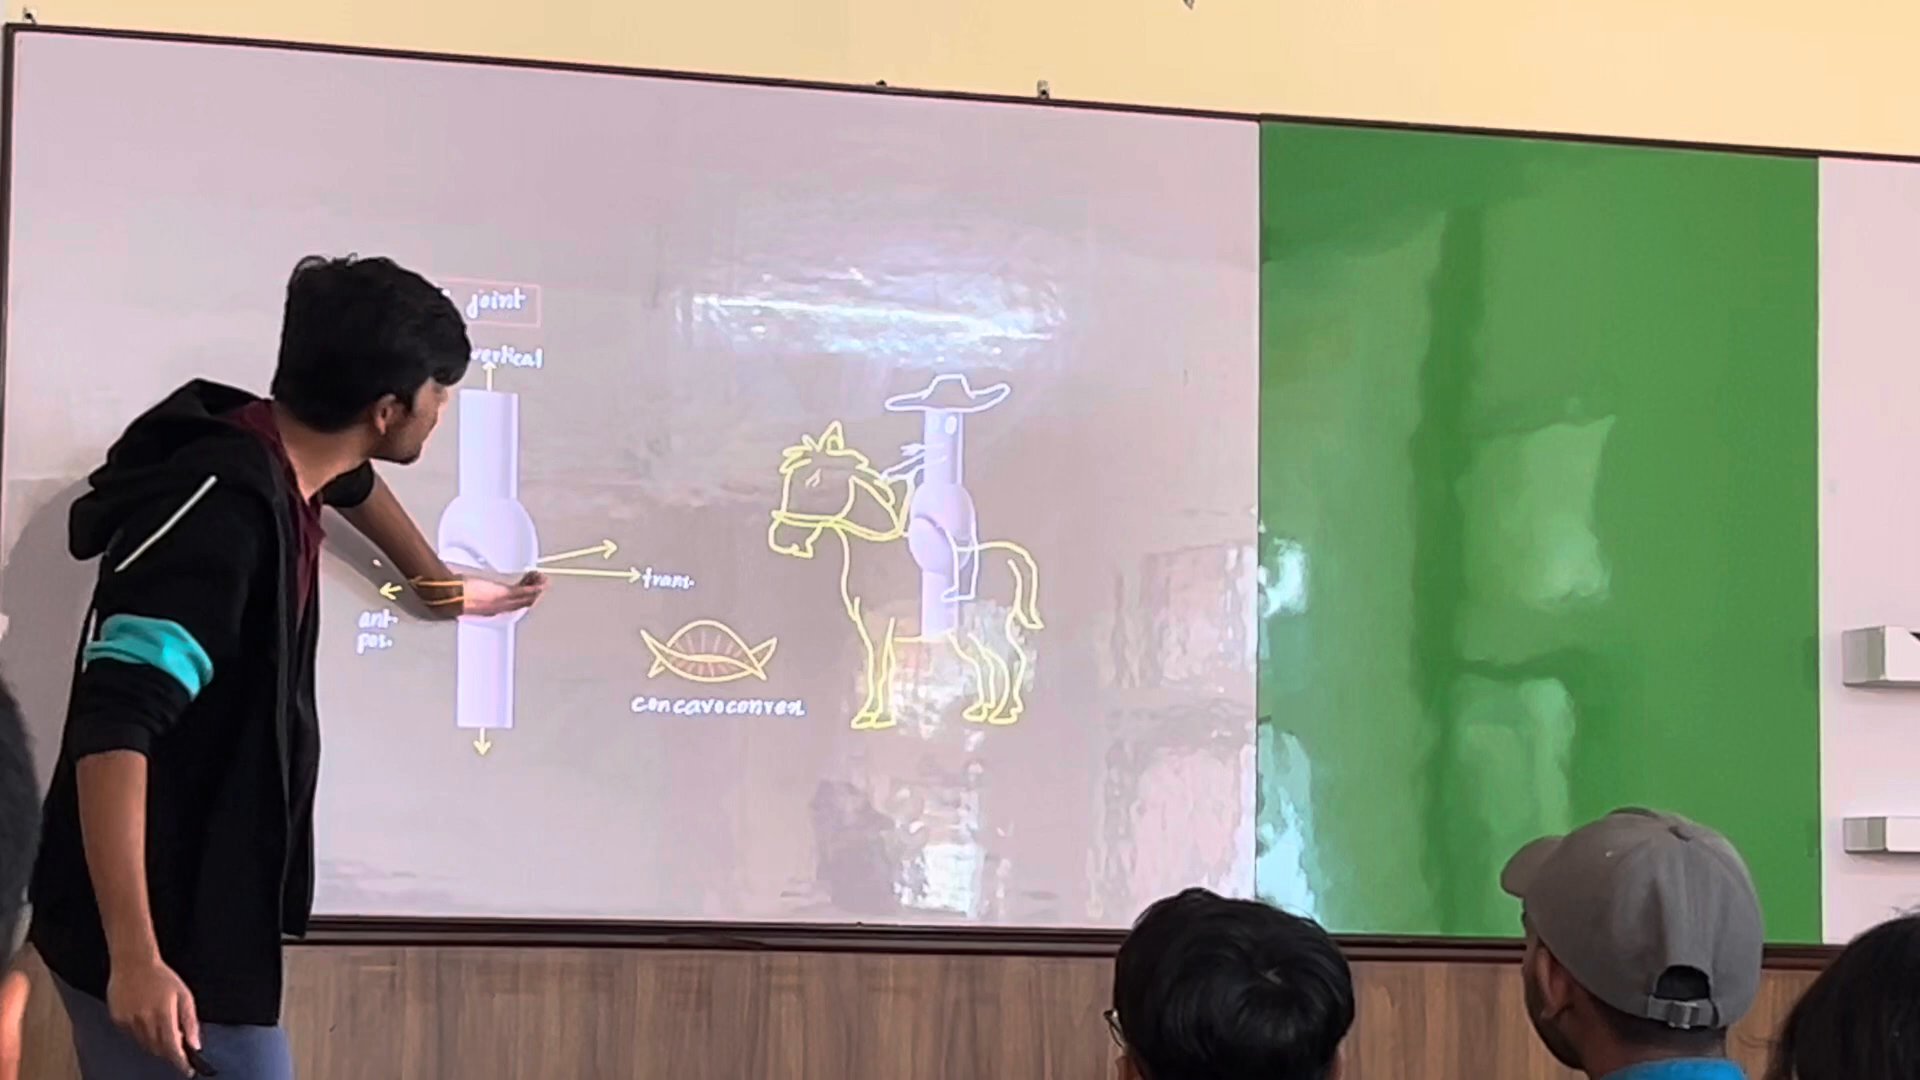 joint
vertical
trans.
ant-
pos.
concavoconvex